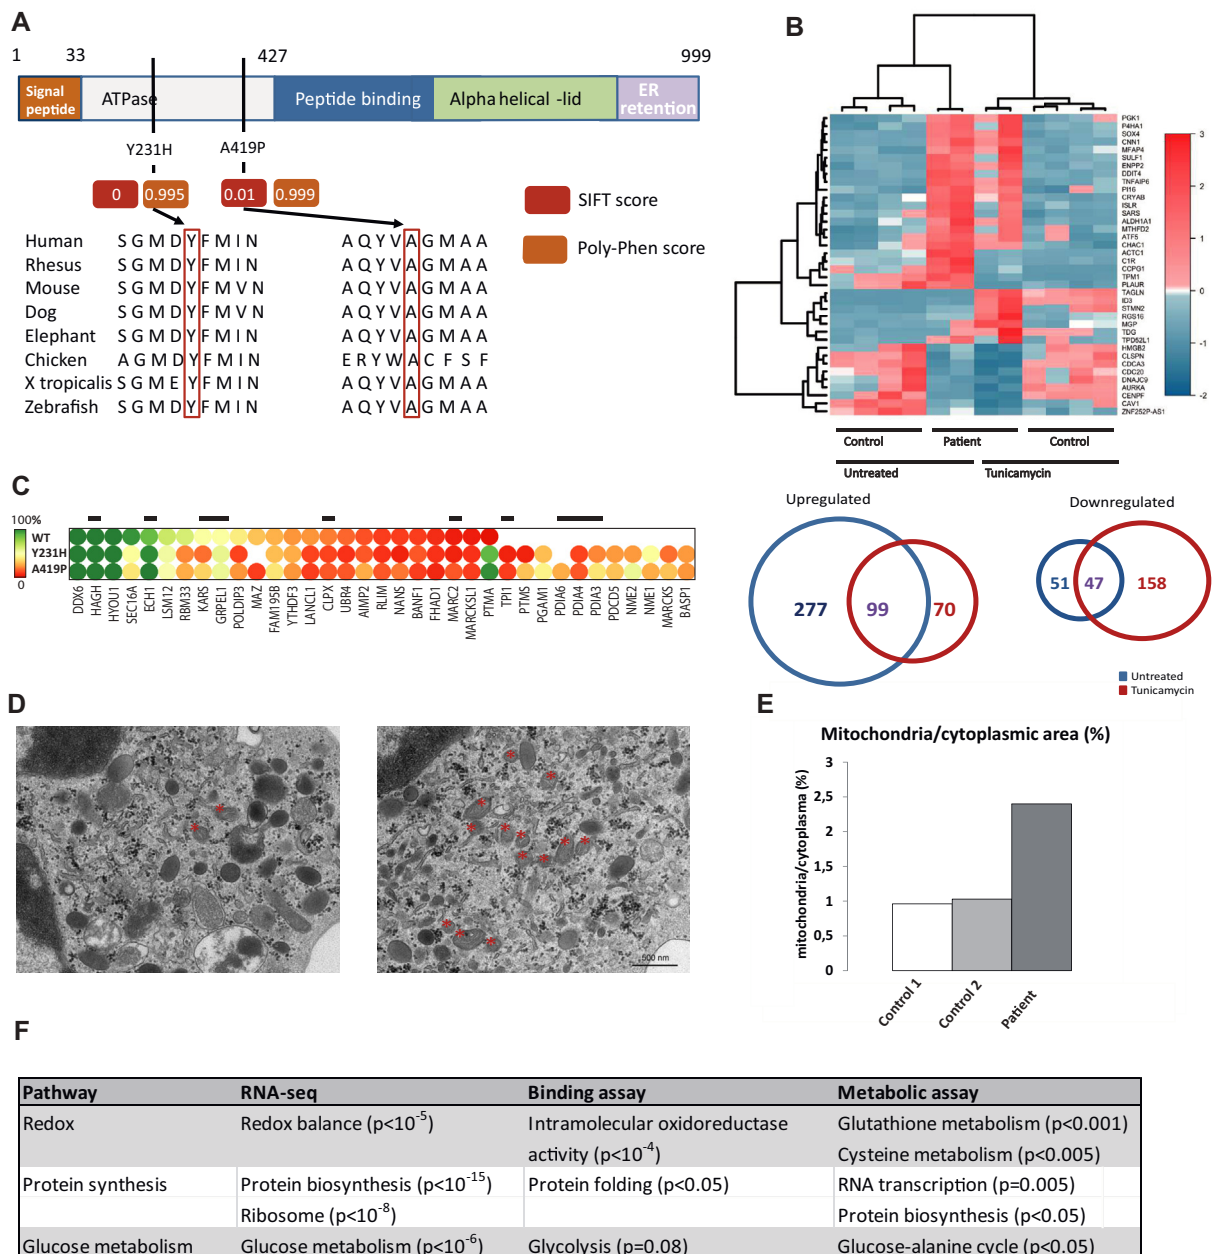 A
1 33 427 999
Signal peptide
ATPase
Peptide binding
Alpha helical -lid
ER retention
Y231H
A419P
0 0.995 0.01 0.999
SIFT score
Poly-Phen score
Human S G M D Y F M I N A Q Y V A G M A A
Rhesus S G M D Y F M I N A Q Y V A G M A A
Mouse S G M D Y F M V N A Q Y V A G M A A
Dog S G M D Y F M V N A Q Y V A G M A A
Elephant S G M D Y F M I N A Q Y V A G M A A
Chicken A G M D Y F M I N E R Y W A C F S F
X tropicalis S G M E Y F M I N A Q Y V A G M A A
Zebrafish S G M D Y F M I N A Q Y V A G M A A
B
PGK1
P4HA1
SOX4
CNN1
MFAP4
SULF1
ENPP2
DDIT4
TNFAIP6
PI16
CRYAB
ISLR
SARS
ALDH1A1
MTHFD2
ATF5
CHAC1
ACTC1
C1R
CCPG1
TPM1
PLAUR
TAGLN
ID3
STMN2
RGS16
MGP
TDG
TPD52L1
HMGB2
CLSPN
CDCA3
CDC20
DNAJC9
AURKA
CENPF
CAV1
ZNF252P-AS1
3
2
1
0
-1
-2
Control Patient Control
Untreated Tunicamycin
Upregulated
277 99 70
Downregulated
51 47 158
Untreated
Tunicamycin
C
100%
0
WT
Y231H
A419P
DDX6
HAGH
HYOU1
SEC16A
ECH1
LSM12
RBM33
KARS
GRPEL1
POLDIP3
MAZ
FAM195B
YTHDF3
LANCL1
CLPX
UBR4
AIMP2
RLIM
NANS
BANF1
FHAD1
MARC2
MARCKSL1
PTMA
TPI1
PTMS
PGAM1
PDIA6
PDIA4
PDIA3
PDCD5
NME2
NME1
MARCKS
BASP1
D
* * * * * * * * * * * * * * *
500 nm
E
Mitochondria/cytoplasmic area (%)
mitochondria/cytoplasma (%)
3
2,5
2
1,5
1
0,5
0
Control 1
Control 2
Patient
F
Pathway RNA-seq Binding assay Metabolic assay
Redox Redox balance (p<10⁻⁵) Intramolecular oxidoreductase Glutathione metabolism (p<0.001)
activity (p<10⁻⁴) Cysteine metabolism (p<0.005)
Protein synthesis Protein biosynthesis (p<10⁻¹⁵) Protein folding (p<0.05) RNA transcription (p=0.005)
Ribosome (p<10⁻⁸) Protein biosynthesis (p<0.05)
Glucose metabolism Glucose metabolism (p<10⁻⁶) Glycolysis (p=0.08) Glucose-alanine cycle (p<0.05)